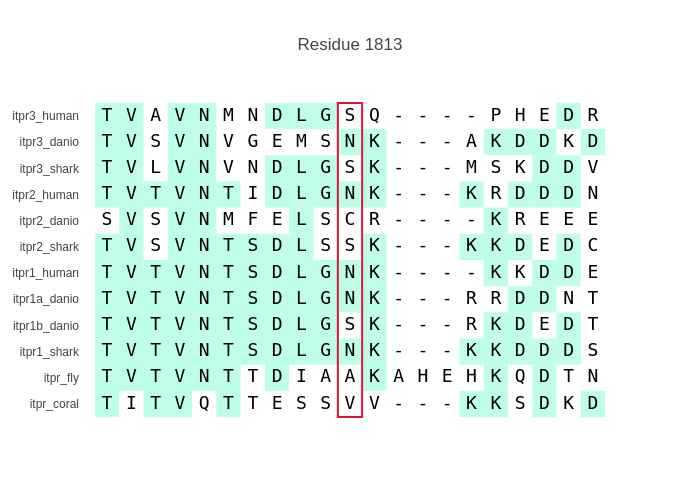 Residue 1813
itpr3_human T V A V N M N D L G S Q - - - - P H E D R
itpr3_danio T V S V N V G E M S N K - - - A K D D K D
itpr3_shark T V L V N V N D L G S K - - - M S K D D V
itpr2_human T V T V N T I D L G N K - - - K R D D D N
itpr2_danio S V S V N M F E L S C R - - - - K R E E E
itpr2_shark T V S V N T S D L S S K - - - K K D E D C
itpr1_human T V T V N T S D L G N K - - - - K K D D E
itpr1a_danio T V T V N T S D L G N K - - - R R D D N T
itpr1b_danio T V T V N T S D L G S K - - - R K D E D T
itpr1_shark T V T V N T S D L G N K - - - K K D D D S
itpr_fly T V T V N T T D I A A K A H E H K Q D T N
itpr_coral T I T V Q T T E S S V V - - - K K S D K D